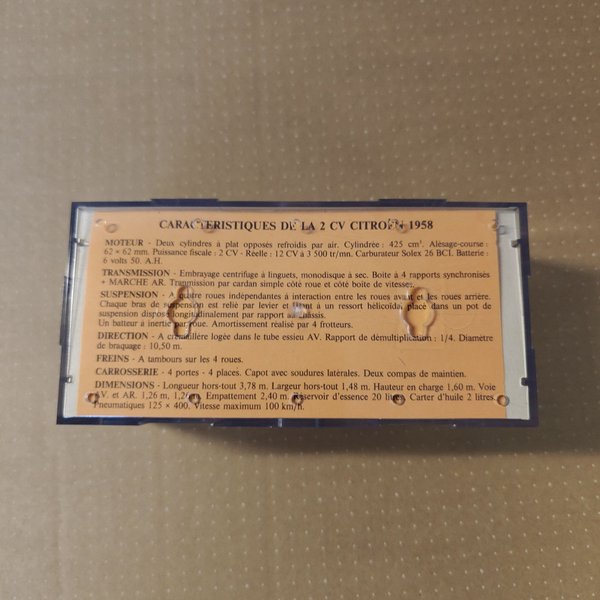 CARACTERISTIQUES DE LA 2 CV CITROEN 1958
MOTEUR - Deux cylindres à plat opposés refroidis par air. Cylindrée : 425 cm³. Alésage-course :
62 × 62 mm. Puissance fiscale : 2 CV - Réelle : 12 CV à 3 500 tr/mn. Carburateur Solex 26 BCI. Batterie :
6 volts 50. A.H.
TRANSMISSION - Embrayage centrifuge à linguets, monodisque à sec. Boite à 4 rapports synchronisés
+ MARCHE AR. Tranmission par cardan simple côté roue et côté boite de vitesses.
SUSPENSION - A quatre roues indépendantes à interaction entre les roues avant et les roues arrière.
Chaque bras de suspension est relié par levier et tirant à un ressort hélicoïdal placé dans un pot de
suspension disposé longitudinalement par rapport au châssis.
Un batteur à inertie par roue. Amortissement réalisé par 4 frotteurs.
DIRECTION - A crémaillère logée dans le tube essieu AV. Rapport de démultiplication : 1/4. Diamètre
de braquage : 10,50 m.
FREINS - A tambours sur les 4 roues.
CARROSSERIE - 4 portes - 4 places. Capot avec soudures laterales. Deux compas de maintien.
DIMENSIONS - Longueur hors-tout 3,78 m. Largeur hors-tout 1,48 m. Hauteur en charge 1,60 m. Voie
AV. et AR. 1,26 m, 1,26 m. Empattement 2,40 m. Reservoir d'essence 20 litres. Carter d'huile 2 litres.
Pneumatiques 125 × 400. Vitesse maximum 100 km/h.